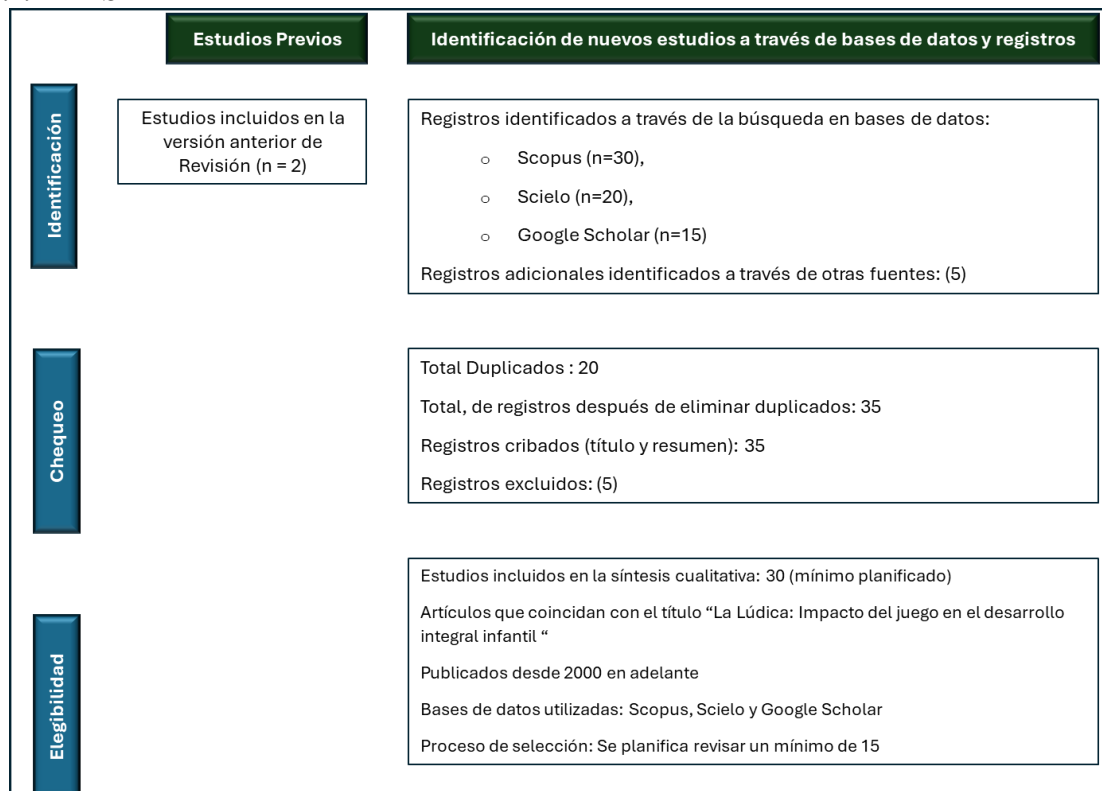 Estudios Previos
Identificación de nuevos estudios a través de bases de datos y registros
Identificación
Estudios incluidos en la
versión anterior de
Revisión (n = 2)
Registros identificados a través de la búsqueda en bases de datos:
o Scopus (n=30),
o Scielo (n=20),
o Google Scholar (n=15)
Registros adicionales identificados a través de otras fuentes: (5)
Chequeo
Total Duplicados : 20
Total, de registros después de eliminar duplicados: 35
Registros cribados (título y resumen): 35
Registros excluidos: (5)
Elegibilidad
Estudios incluidos en la síntesis cualitativa: 30 (mínimo planificado)
Artículos que coincidan con el título “La Lúdica: Impacto del juego en el desarrollo
integral infantil “
Publicados desde 2000 en adelante
Bases de datos utilizadas: Scopus, Scielo y Google Scholar
Proceso de selección: Se planifica revisar un mínimo de 15